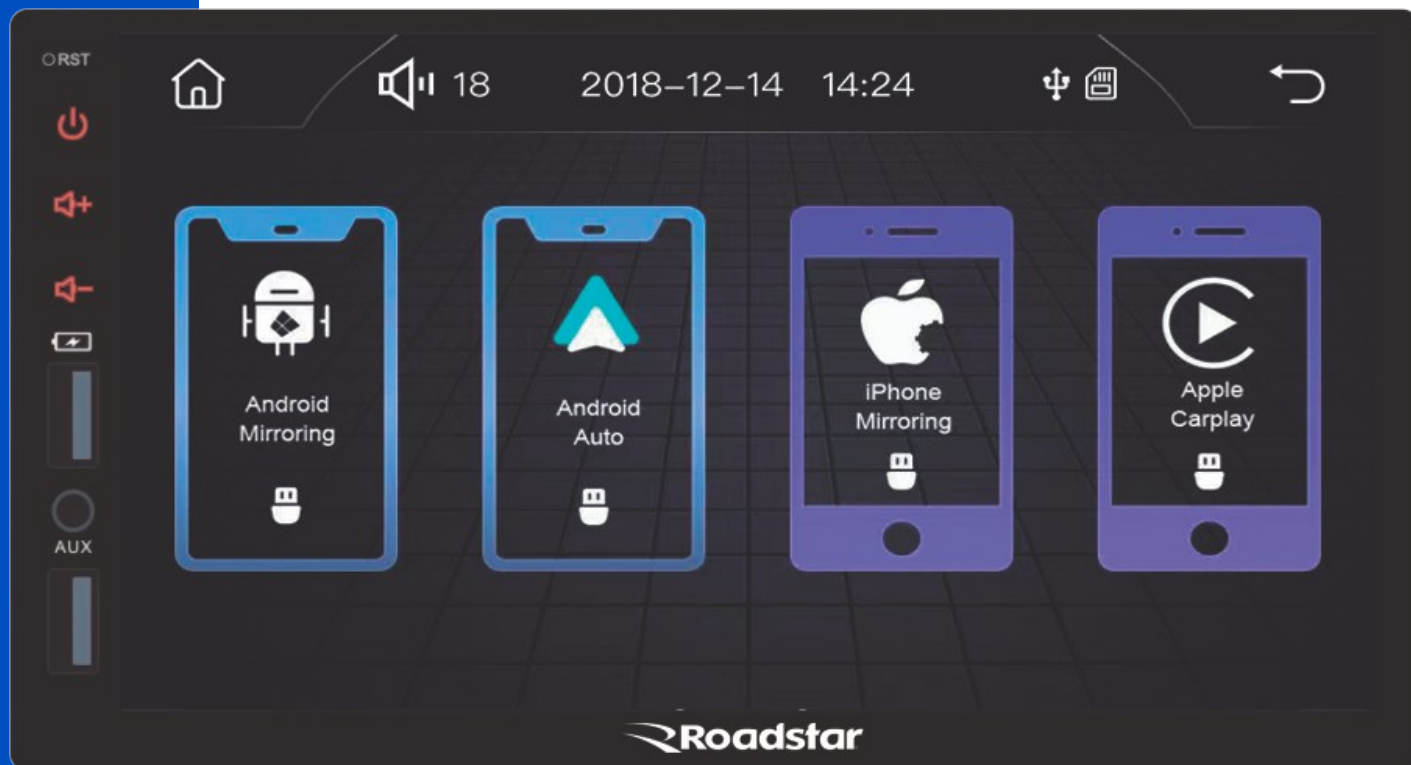 RST
18 2018-12-14 14:24
Android
Mirroring
Android
Auto
iPhone
Mirroring
Apple
Carplay
AUX
Roadstar